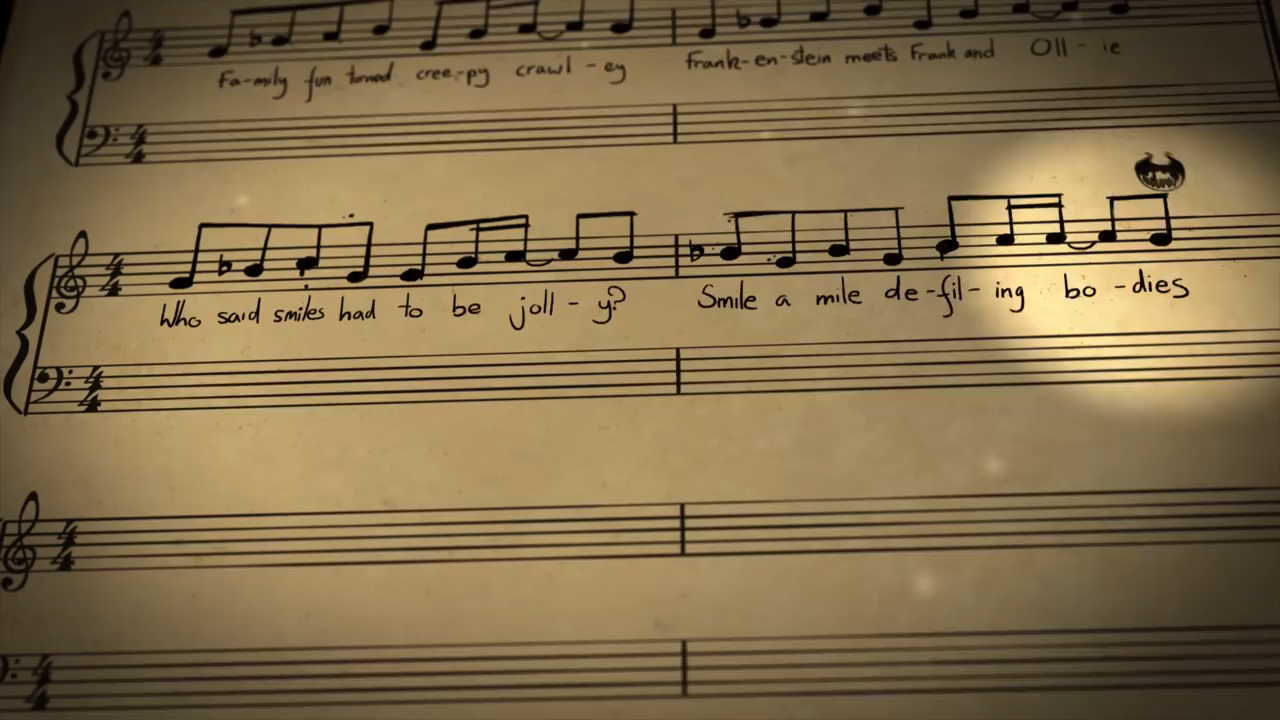 Fa-mily fun turned cree-py crawl-ey Frank-en-stein meets Frank and Oll-ie
Who said smiles had to be joll-y? Smile a mile de-fil-ing bo-dies